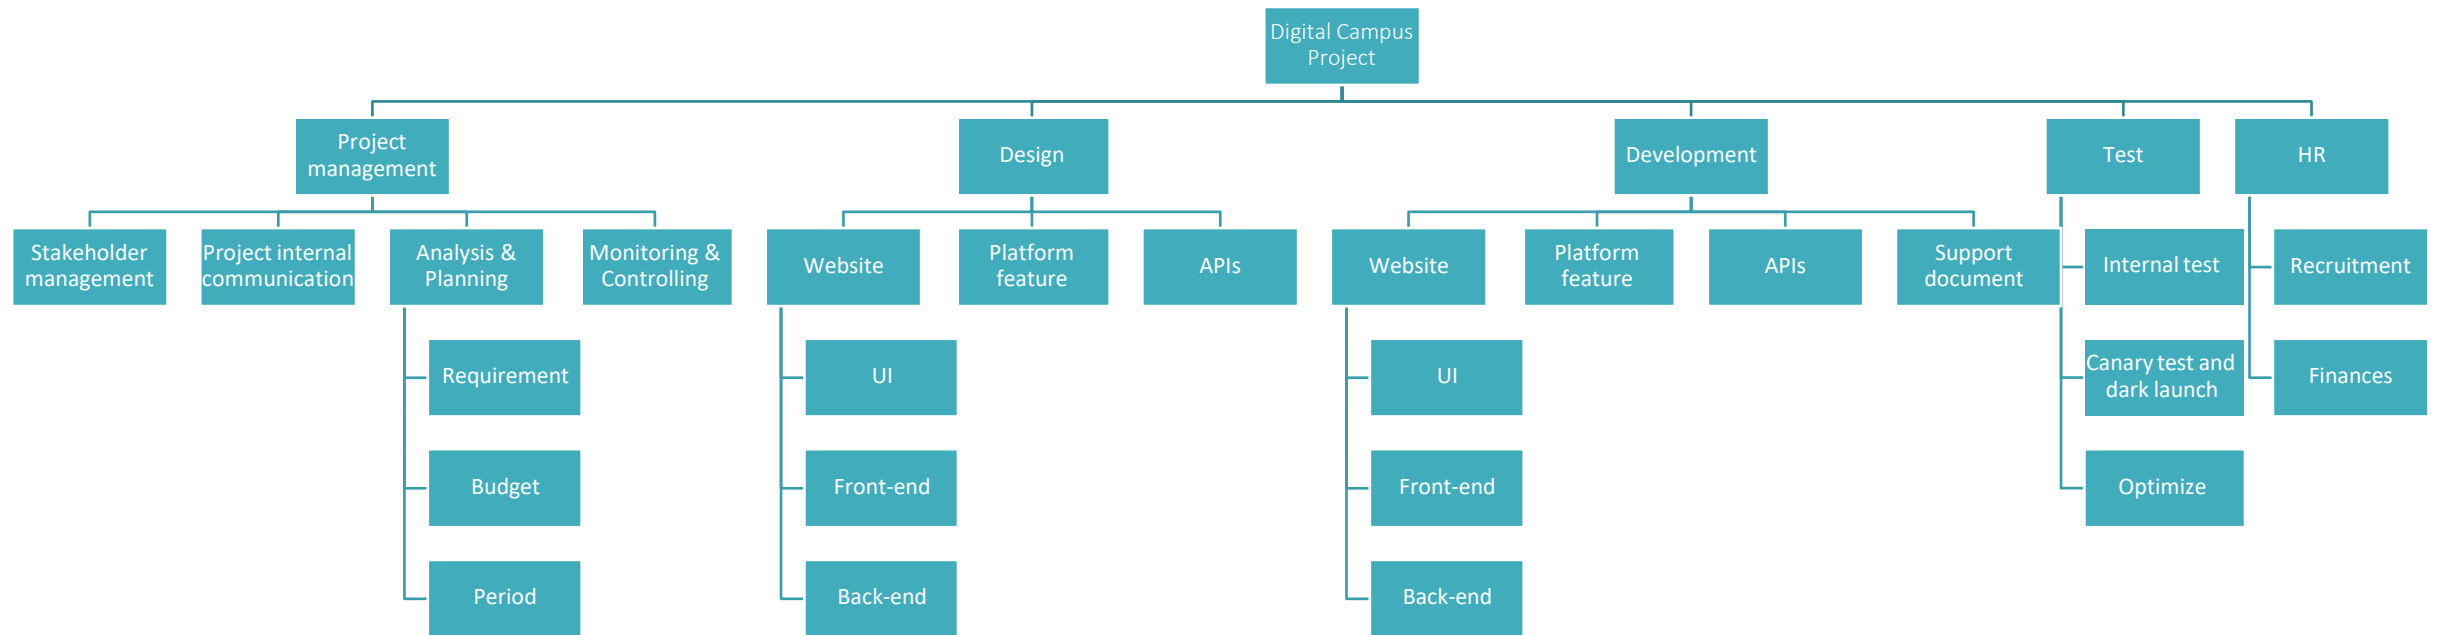 Digital Campus
Project
Project
management
Design
Development
Test
HR
Stakeholder
management
Project internal
communication
Analysis &
Planning
Monitoring &
Controlling
Website
Platform
feature
APIs
Website
Platform
feature
APIs
Support
document
Internal test
Recruitment
Requirement
UI
UI
Canary test and
dark launch
Finances
Budget
Front-end
Front-end
Optimize
Period
Back-end
Back-end